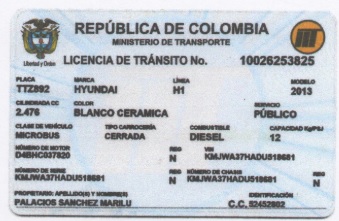 REPÚBLICA DE COLOMBIA
MINISTERIO DE TRANSPORTE
Libertad y Orden
LICENCIA DE TRÁNSITO No. 10026253825
PLACA MARCA LÍNEA MODELO
TTZ892 HYUNDAI H1 2013
CILINDRADA CC COLOR SERVICIO
2.476 BLANCO CERAMICA PÚBLICO
CLASE DE VEHÍCULO TIPO CARROCERÍA COMBUSTIBLE CAPACIDAD Kg/PSJ
MICROBUS CERRADA DIESEL 12
NÚMERO DE MOTOR REG VIN
D4BHC037820 N KMJWA37HADU518681
NÚMERO DE SERIE REG NÚMERO DE CHASIS REG
KMJWA37HADU518681 N KMJWA37HADU518681 N
PROPIETARIO: APELLIDO(S) Y NOMBRE(S) IDENTIFICACIÓN
PALACIOS SANCHEZ MARILU C.C. 52452802